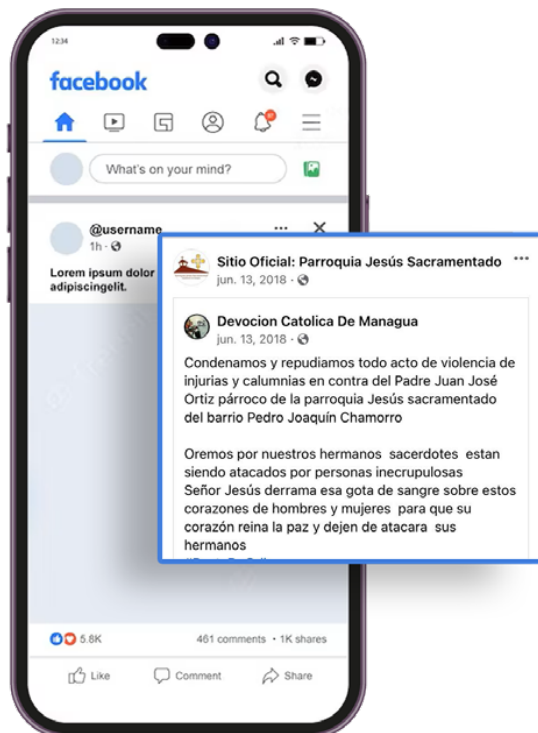 12:34
facebook
What's on your mind?
@username
1h ·
Lorem ipsum dolor
adipiscingelit.
Sitio Oficial: Parroquia Jesús Sacramentado
jun. 13, 2018 ·
Devocion Catolica De Managua
jun. 13, 2018 ·
Condenamos y repudiamos todo acto de violencia de
injurias y calumnias en contra del Padre Juan José
Ortiz párroco de la parroquia Jesús sacramentado
del barrio Pedro Joaquín Chamorro
Oremos por nuestros hermanos sacerdotes estan
siendo atacados por personas inecrupulosas
Señor Jesús derrama esa gota de sangre sobre estos
corazones de hombres y mujeres para que su
corazón reina la paz y dejen de atacara sus
hermanos
5.8K
461 comments • 1K shares
Like
Comment
Share